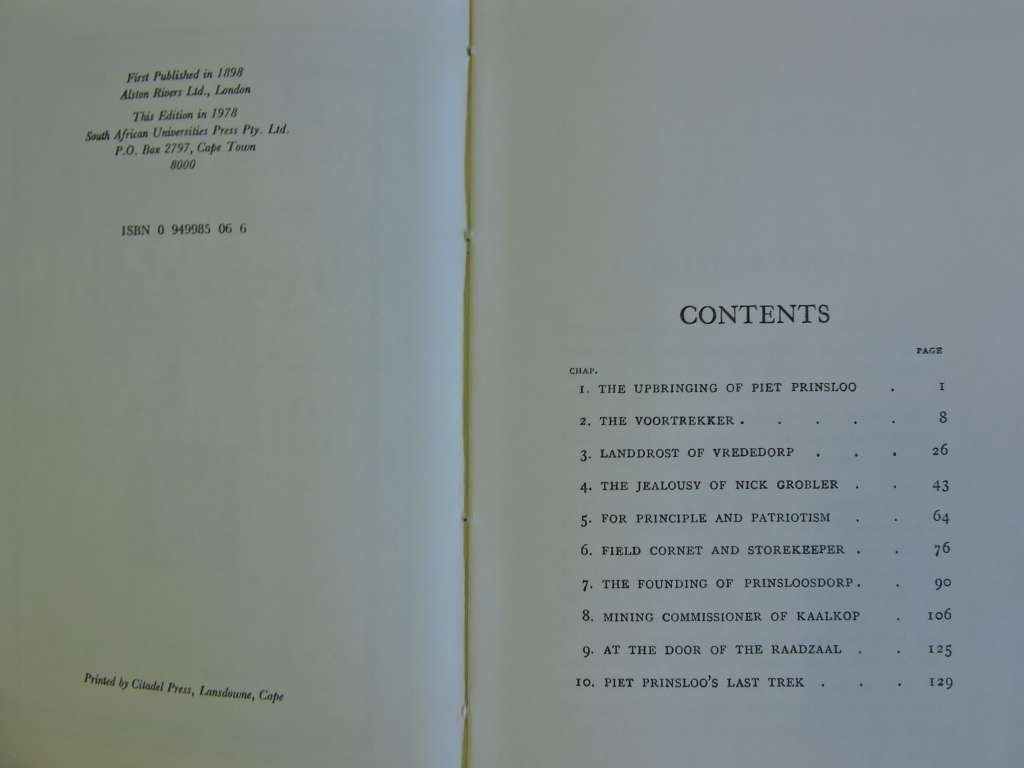 First Published in 1898
Alston Rivers Ltd., London
This Edition in 1978
South African Universities Press Pty. Ltd.
P.O. Box 2797, Cape Town
8000
ISBN 0 949985 06 6
Printed by Citadel Press, Lansdowne, Cape
CONTENTS
PAGE
CHAP.
1. THE UPBRINGING OF PIET PRINSLOO . 1
2. THE VOORTREKKER . . . . . 8
3. LANDDROST OF VREDEDORP . . . 26
4. THE JEALOUSY OF NICK GROBLER . . 43
5. FOR PRINCIPLE AND PATRIOTISM . . 64
6. FIELD CORNET AND STOREKEEPER . . 76
7. THE FOUNDING OF PRINSLOOSDORP . . 90
8. MINING COMMISSIONER OF KAALKOP . 106
9. AT THE DOOR OF THE RAADZAAL . . 125
10. PIET PRINSLOO'S LAST TREK . . . 129